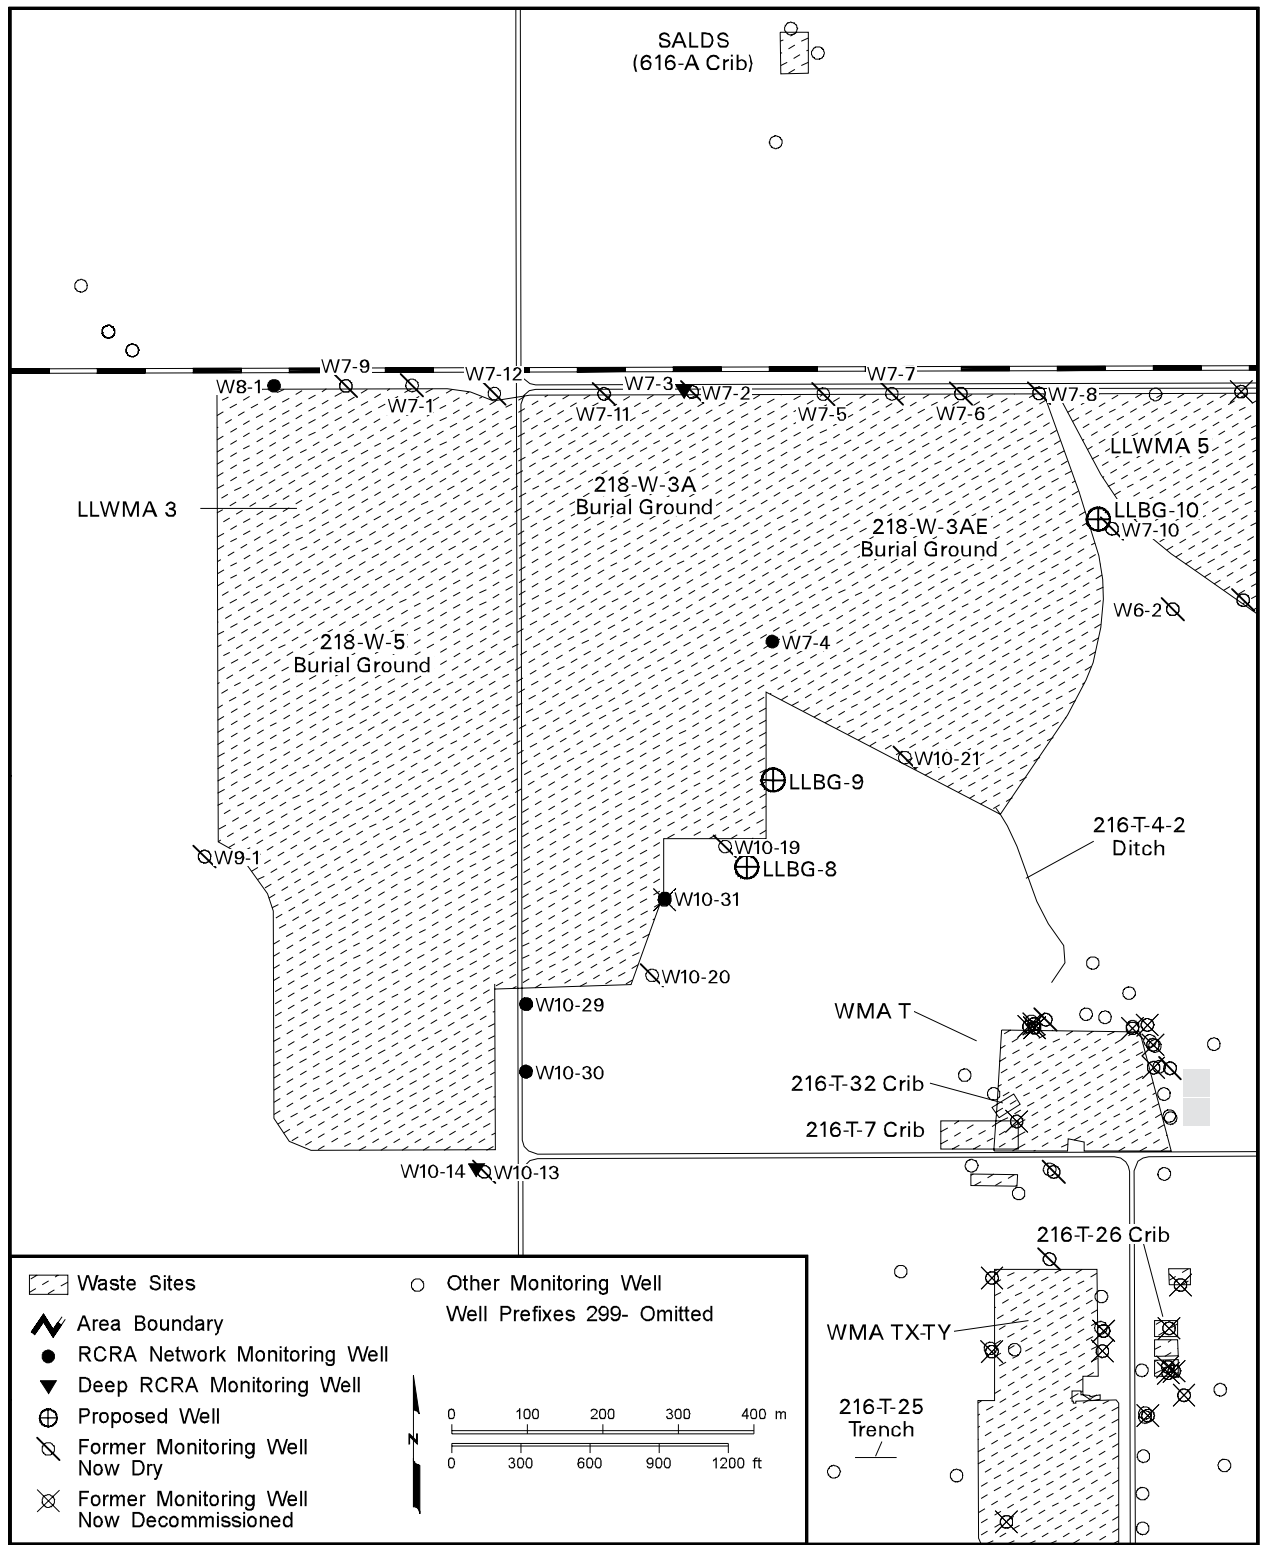 SALDS
(616-A Crib)
W7-9
W7-12
W7-7
W8-1
W7-3
W7-2
W7-8
W7-1
W7-11
W7-5
W7-6
LLWMA 5
218-W-3A
Burial Ground
LLWMA 3
LLBG-10
218-W-3AE
Burial Ground
W7-10
W6-2
218-W-5
Burial Ground
W7-4
W10-21
LLBG-9
216-T-4-2
Ditch
W10-19
W9-1
LLBG-8
W10-31
W10-20
W10-29
WMA T
W10-30
216-T-32 Crib
216-T-7 Crib
W10-14
W10-13
216-T-26 Crib
WMA TX-TY
216-T-25
Trench
Waste Sites
Area Boundary
RCRA Network Monitoring Well
Deep RCRA Monitoring Well
Proposed Well
Former Monitoring Well
Now Dry
Former Monitoring Well
Now Decommissioned
Other Monitoring Well
Well Prefixes 299- Omitted
N
0 100 200 300 400 m
0 300 600 900 1200 ft